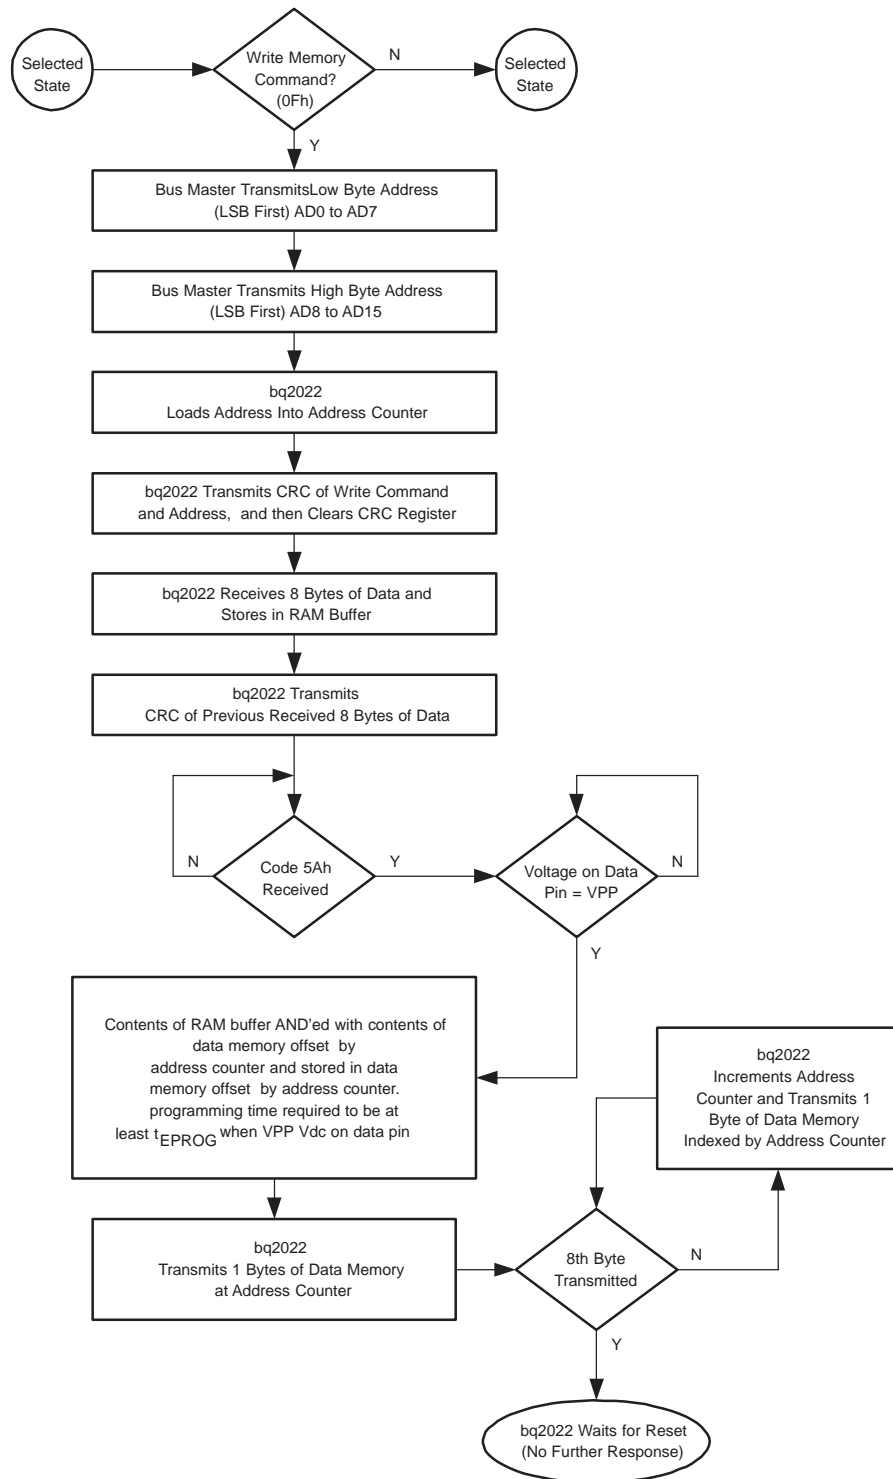 Selected
State
Write Memory
Command?
(0Fh)
N
Selected
State
Y
Bus Master TransmitsLow Byte Address
(LSB First) AD0 to AD7
Bus Master Transmits High Byte Address
(LSB First) AD8 to AD15
bq2022
Loads Address Into Address Counter
bq2022 Transmits CRC of Write Command
and Address, and then Clears CRC Register
bq2022 Receives 8 Bytes of Data and
Stores in RAM Buffer
bq2022 Transmits
CRC of Previous Received 8 Bytes of Data
N
Code 5Ah
Received
Y
Voltage on Data
Pin = VPP
N
Y
Contents of RAM buffer AND'ed with contents of
data memory offset by
address counter and stored in data
memory offset by address counter.
programming time required to be at
least tEPROG when VPP Vdc on data pin
bq2022
Increments Address
Counter and Transmits 1
Byte of Data Memory
Indexed by Address Counter
bq2022
Transmits 1 Bytes of Data Memory
at Address Counter
8th Byte
Transmitted
N
Y
bq2022 Waits for Reset
(No Further Response)